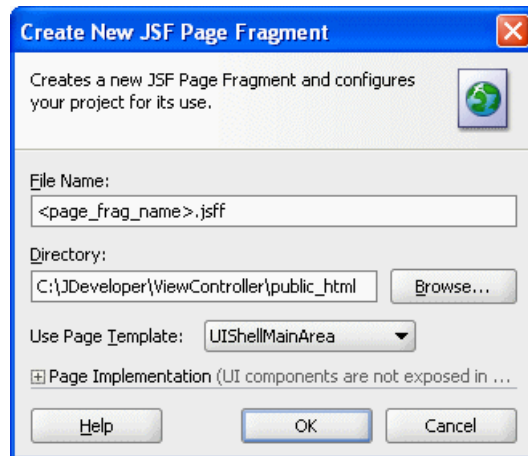 Create New JSF Page Fragment
Creates a new JSF Page Fragment and configures
your project for its use.
File Name:
<page_frag_name>.jsff
Directory:
C:\JDeveloper\ViewController\public_html
Browse...
Use Page Template:
UIShellMainArea
Page Implementation (UI components are not exposed in ...
Help
OK
Cancel